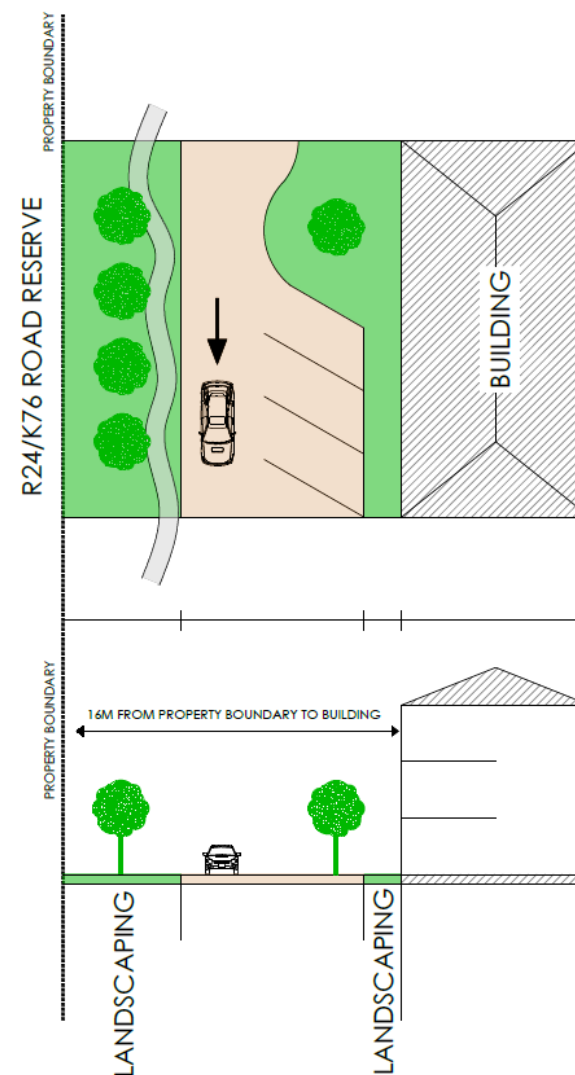 PROPERTY BOUNDARY
R24/K76 ROAD RESERVE
BUILDING
PROPERTY BOUNDARY
16M FROM PROPERTY BOUNDARY TO BUILDING
LANDSCAPING
LANDSCAPING